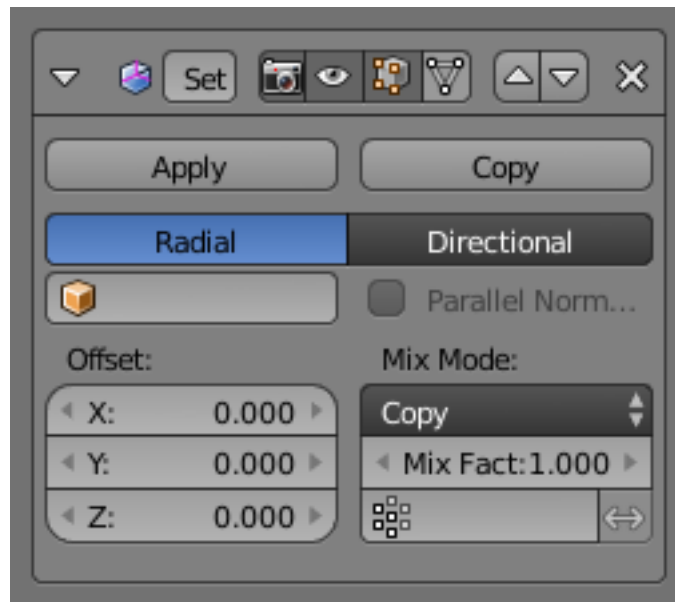 Set
Apply Copy
Radial Directional
Parallel Norm...
Offset: Mix Mode:
X: 0.000 Copy
Y: 0.000 Mix Fact:1.000
Z: 0.000